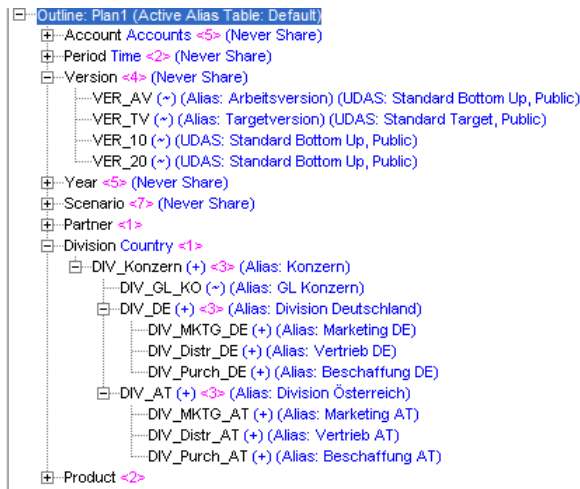 Outline: Plan1 (Active Alias Table: Default)
Account Accounts <5> (Never Share)
Period Time <2> (Never Share)
Version <4> (Never Share)
VER_AV (~) (Alias: Arbeitsversion) (UDAS: Standard Bottom Up, Public)
VER_TV (~) (Alias: Targetversion) (UDAS: Standard Target, Public)
VER_10 (~) (UDAS: Standard Bottom Up, Public)
VER_20 (~) (UDAS: Standard Bottom Up, Public)
Year <5> (Never Share)
Scenario <7> (Never Share)
Partner <1>
Division Country <1>
DIV_Konzern (+) <3> (Alias: Konzern)
DIV_GL_KO (~) (Alias: GL Konzern)
DIV_DE (+) <3> (Alias: Division Deutschland)
DIV_MKTG_DE (+) (Alias: Marketing DE)
DIV_Distr_DE (+) (Alias: Vertrieb DE)
DIV_Purch_DE (+) (Alias: Beschaffung DE)
DIV_AT (+) <3> (Alias: Division Österreich)
DIV_MKTG_AT (+) (Alias: Marketing AT)
DIV_Distr_AT (+) (Alias: Vertrieb AT)
DIV_Purch_AT (+) (Alias: Beschaffung AT)
Product <2>